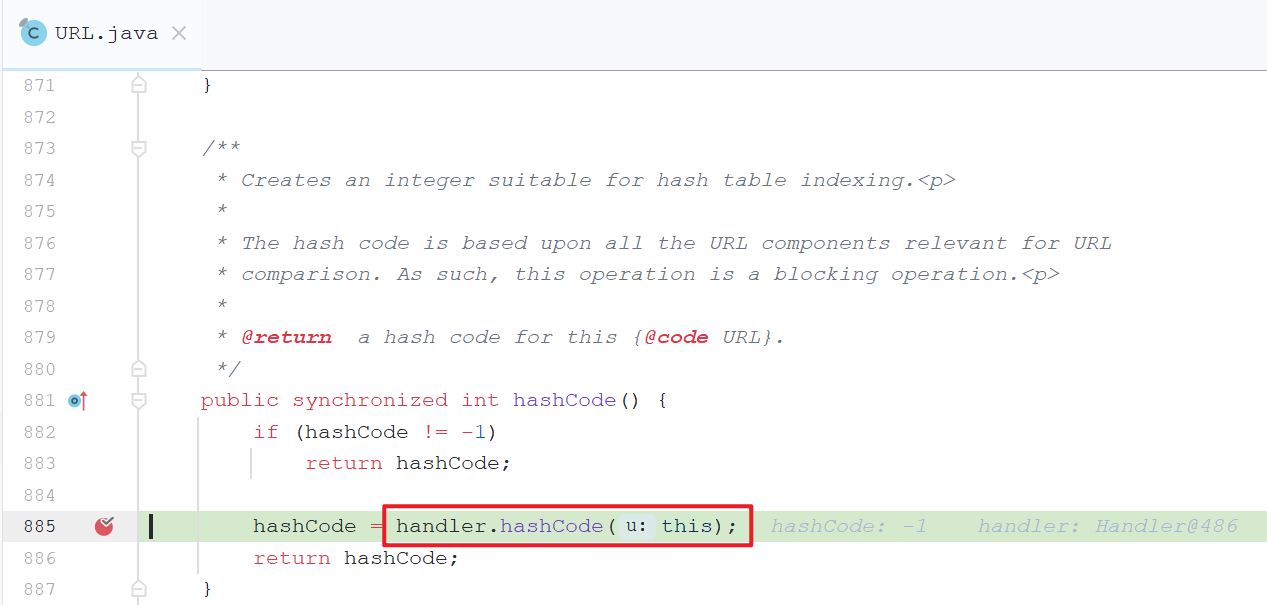 C URL.java
871 }
872
873 /**
874 * Creates an integer suitable for hash table indexing.<p>
875 *
876 * The hash code is based upon all the URL components relevant for URL
877 * comparison. As such, this operation is a blocking operation.<p>
878 *
879 * @return a hash code for this {@code URL}.
880 */
881 public synchronized int hashCode() {
882 if (hashCode != -1)
883 return hashCode;
884
885 hashCode = handler.hashCode( u: this); hashCode: -1 handler: Handler@486
886 return hashCode;
887 }